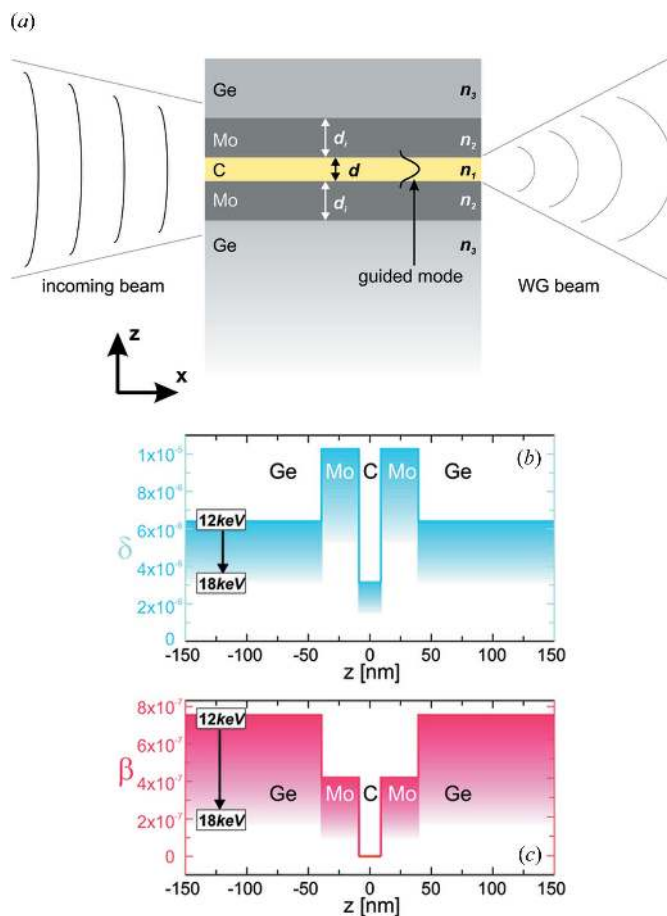 (a)
Ge n₃
Mo dᵢ n₂
C d n₁
Mo dᵢ n₂
Ge n₃
guided mode
incoming beam WG beam
z
x
(b)
1x10⁻⁵
8x10⁻⁶
6x10⁻⁶
4x10⁻⁶
2x10⁻⁶
0
δ
Ge Mo C Mo Ge
12keV
18keV
-150 -100 -50 0 50 100 150
z [nm]
8x10⁻⁷
6x10⁻⁷
4x10⁻⁷
2x10⁻⁷
0
β
12keV
Ge Mo C Mo Ge
18keV
(c)
-150 -100 -50 0 50 100 150
z [nm]